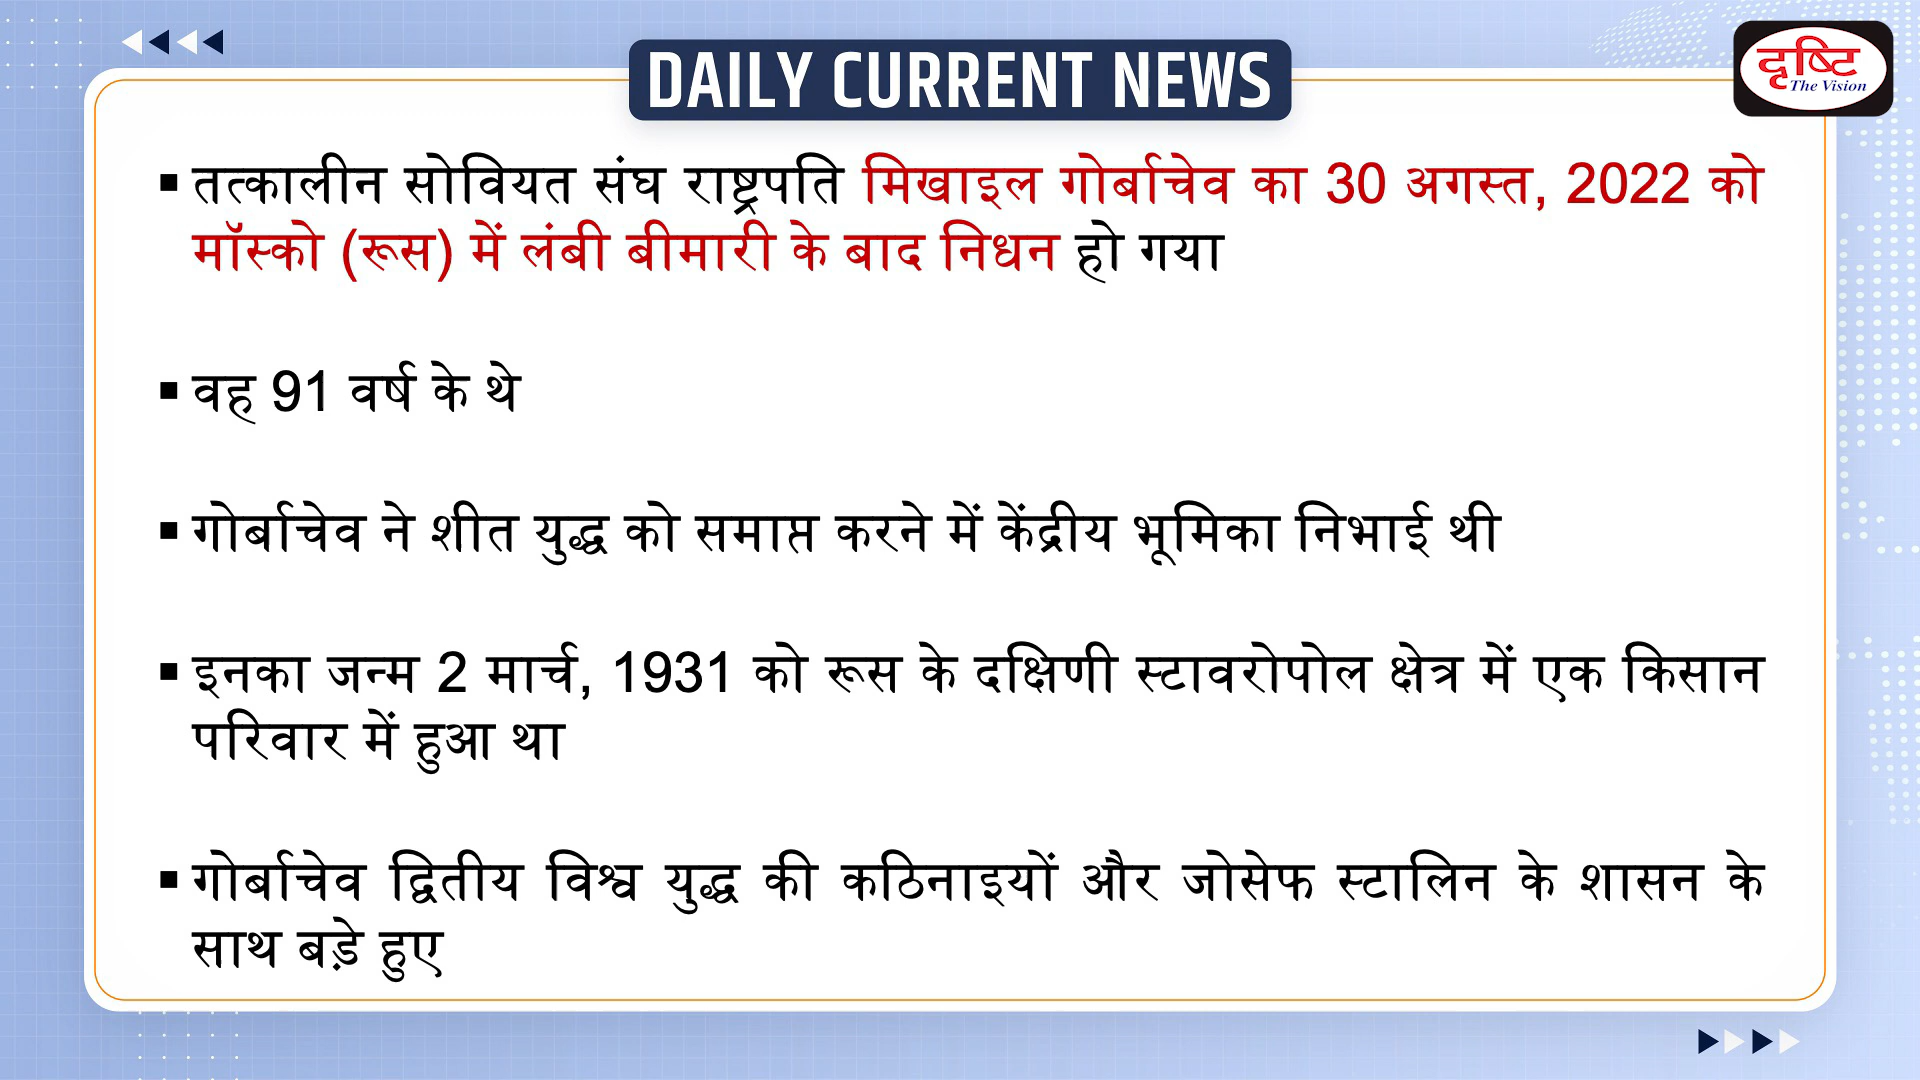 DAILY CURRENT NEWS
दृष्टि
The Vision
▪ तत्कालीन सोवियत संघ राष्ट्रपति मिखाइल गोर्बाचेव का 30 अगस्त, 2022 को
मॉस्को (रूस) में लंबी बीमारी के बाद निधन हो गया
▪ वह 91 वर्ष के थे
▪ गोर्बाचेव ने शीत युद्ध को समाप्त करने में केंद्रीय भूमिका निभाई थी
▪ इनका जन्म 2 मार्च, 1931 को रूस के दक्षिणी स्टावरोपोल क्षेत्र में एक किसान
परिवार में हुआ था
▪ गोर्बाचेव द्वितीय विश्व युद्ध की कठिनाइयों और जोसेफ स्टालिन के शासन के
साथ बड़े हुए